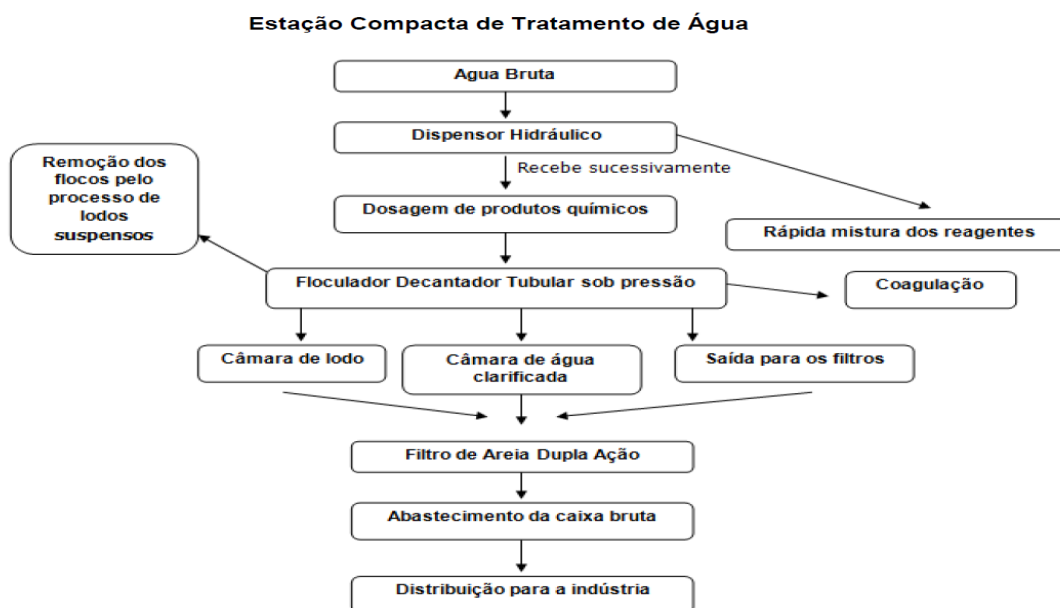 Estação Compacta de Tratamento de Água
Agua Bruta
Dispensor Hidráulico
Remoção dos
flocos pelo
processo de
lodos
suspensos
Recebe sucessivamente
Dosagem de produtos químicos
Rápida mistura dos reagentes
Floculador Decantador Tubular sob pressão
Coagulação
Câmara de lodo
Câmara de água
clarificada
Saída para os filtros
Filtro de Areia Dupla Ação
Abastecimento da caixa bruta
Distribuição para a indústria